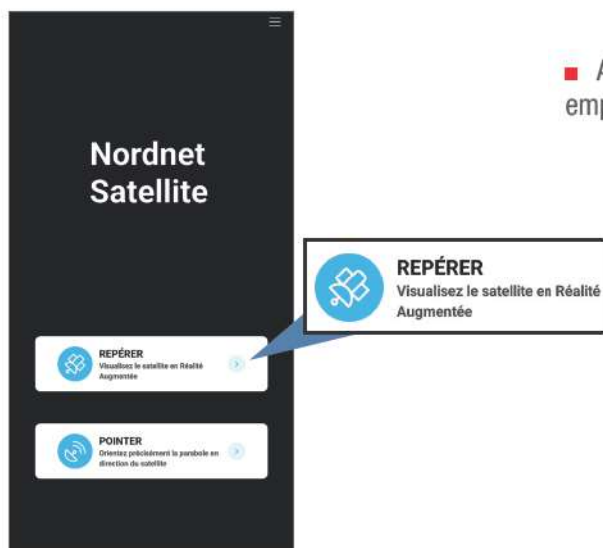 Nordnet
Satellite
REPÉRER
Visualisez le satellite en Réalité
Augmentée
POINTER
Orientez précisément la parabole en
direction du satellite
REPÉRER
Visualisez le satellite en Réalité
Augmentée